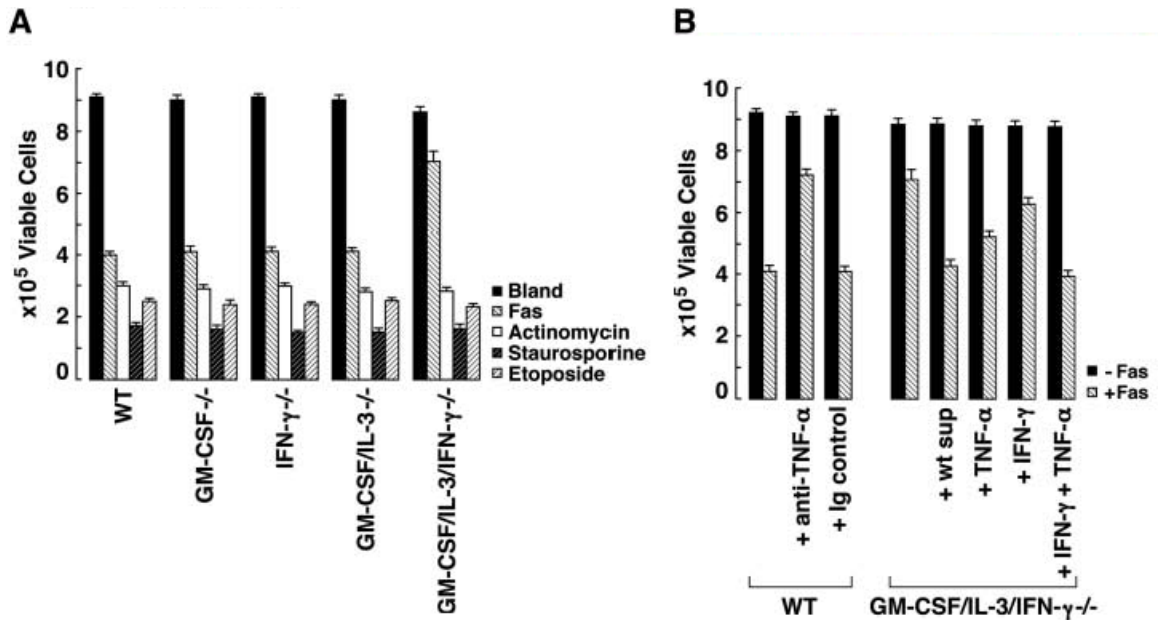 A
10
8
6
4
2
0
x10⁵ Viable Cells
Bland
Fas
Actinomycin
Staurosporine
Etoposide
WT
GM-CSF-/-
IFN-γ-/-
GM-CSF/IL-3-/-
GM-CSF/IL-3/IFN-γ-/-
B
10
8
6
4
2
0
x10⁵ Viable Cells
- Fas
+Fas
+ anti-TNF-α
+ Ig control
+ wt sup
+ TNF-α
+ IFN-γ
+ IFN-γ + TNF-α
WT
GM-CSF/IL-3/IFN-γ-/-